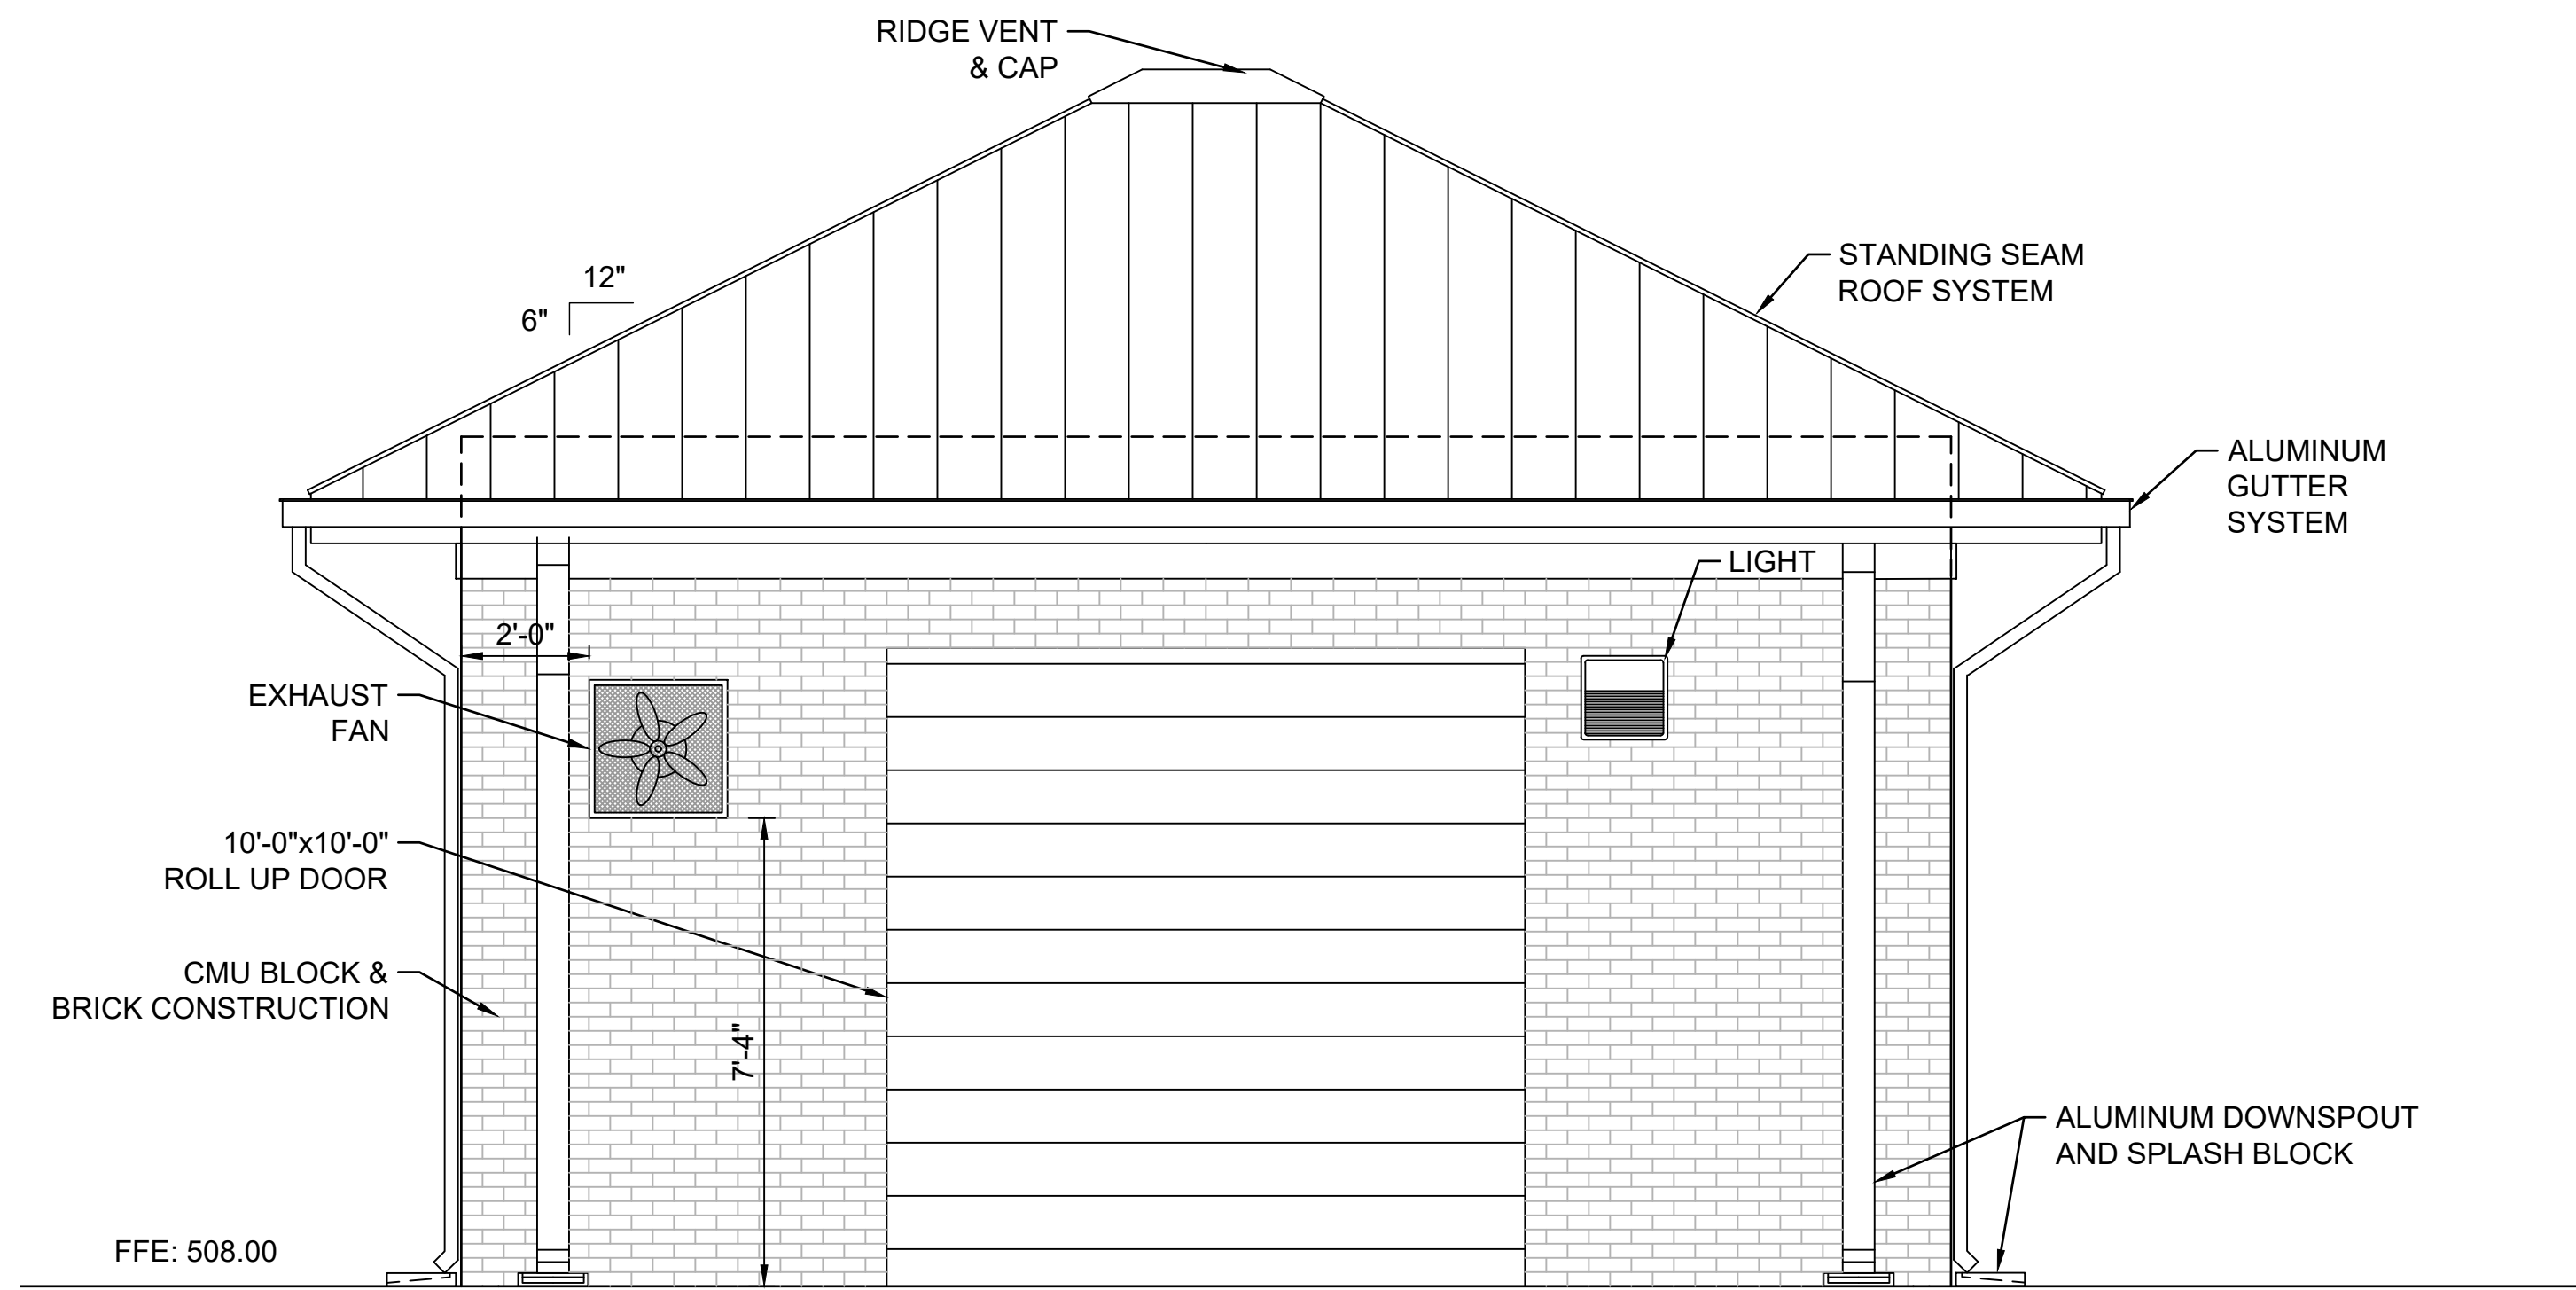 RIDGE VENT
& CAP
12"
6"
STANDING SEAM
ROOF SYSTEM
ALUMINUM
GUTTER
SYSTEM
LIGHT
2'-0"
EXHAUST
FAN
10'-0"x10'-0"
ROLL UP DOOR
CMU BLOCK &
BRICK CONSTRUCTION
7'-4"
ALUMINUM DOWNSPOUT
AND SPLASH BLOCK
FFE: 508.00